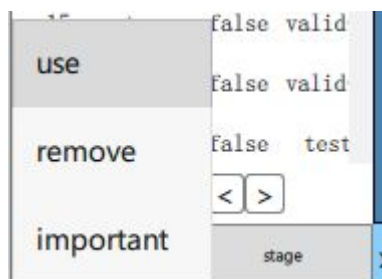 false valid
use
false valid
remove
false test
< >
important
stage